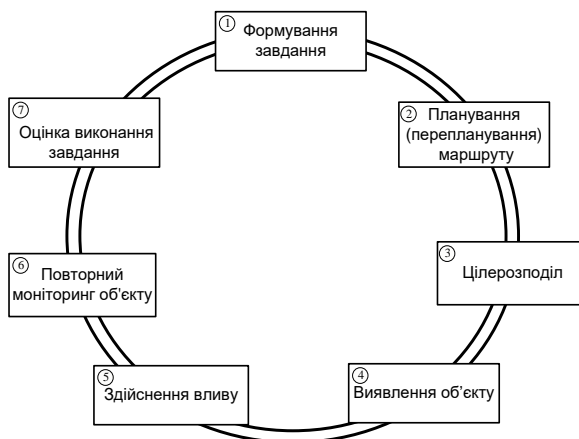 ① Формування
завдання
② Планування
(перепланування)
маршруту
③ Цілерозподіл
④ Виявлення об’єкту
⑤ Здійснення вливу
⑥ Повторний
моніторинг об'єкту
⑦ Оцінка виконання
завдання